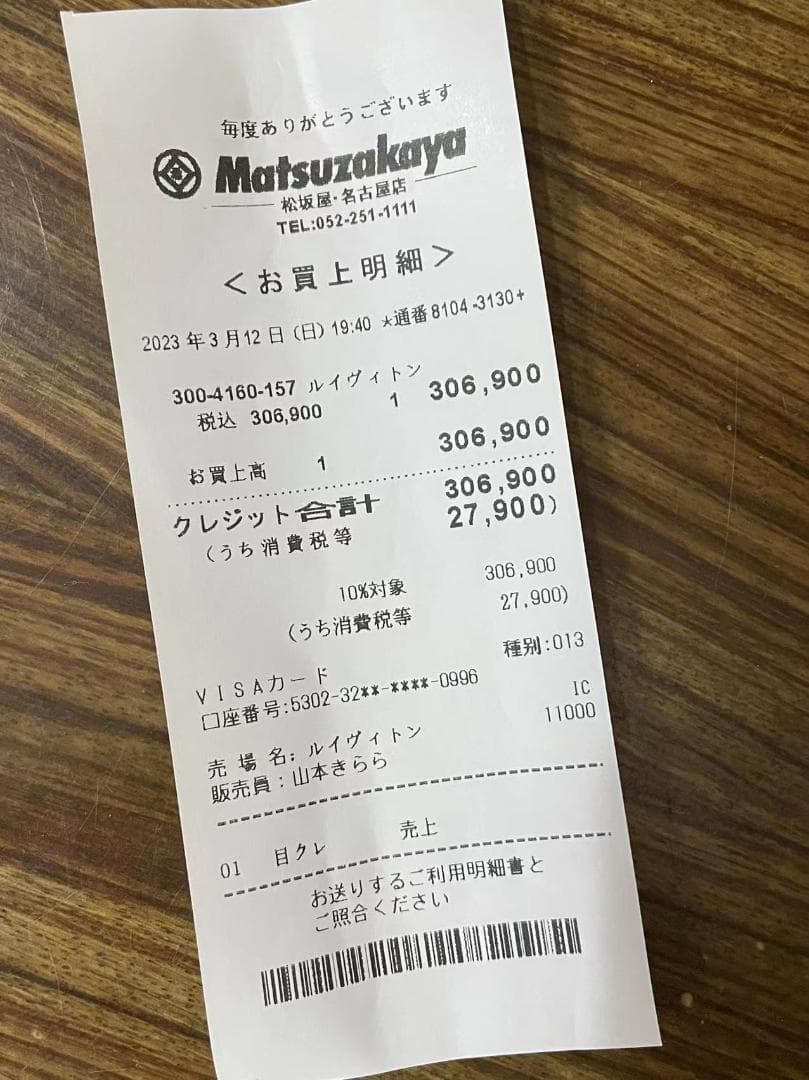 毎度ありがとうございます
Matsuzakaya
松坂屋・名古屋店
TEL:052-251-1111
＜お買上明細＞
2023年3月12日(日)19:40 ★通番8104-3130+
300-4160-157 ルイヴィトン
税込 306,900 1 306,900
お買上高 1 306,900
クレジット合計 306,900
(うち消費税等 27,900)
10%対象 306,900
(うち消費税等 27,900)
種別:013
VISAカード
口座番号:5302-32**-****-0996
IC
売場名:ルイヴィトン 11000
販売員:山本きらら
01 目クレ 売上
お送りするご利用明細書と
ご照合ください